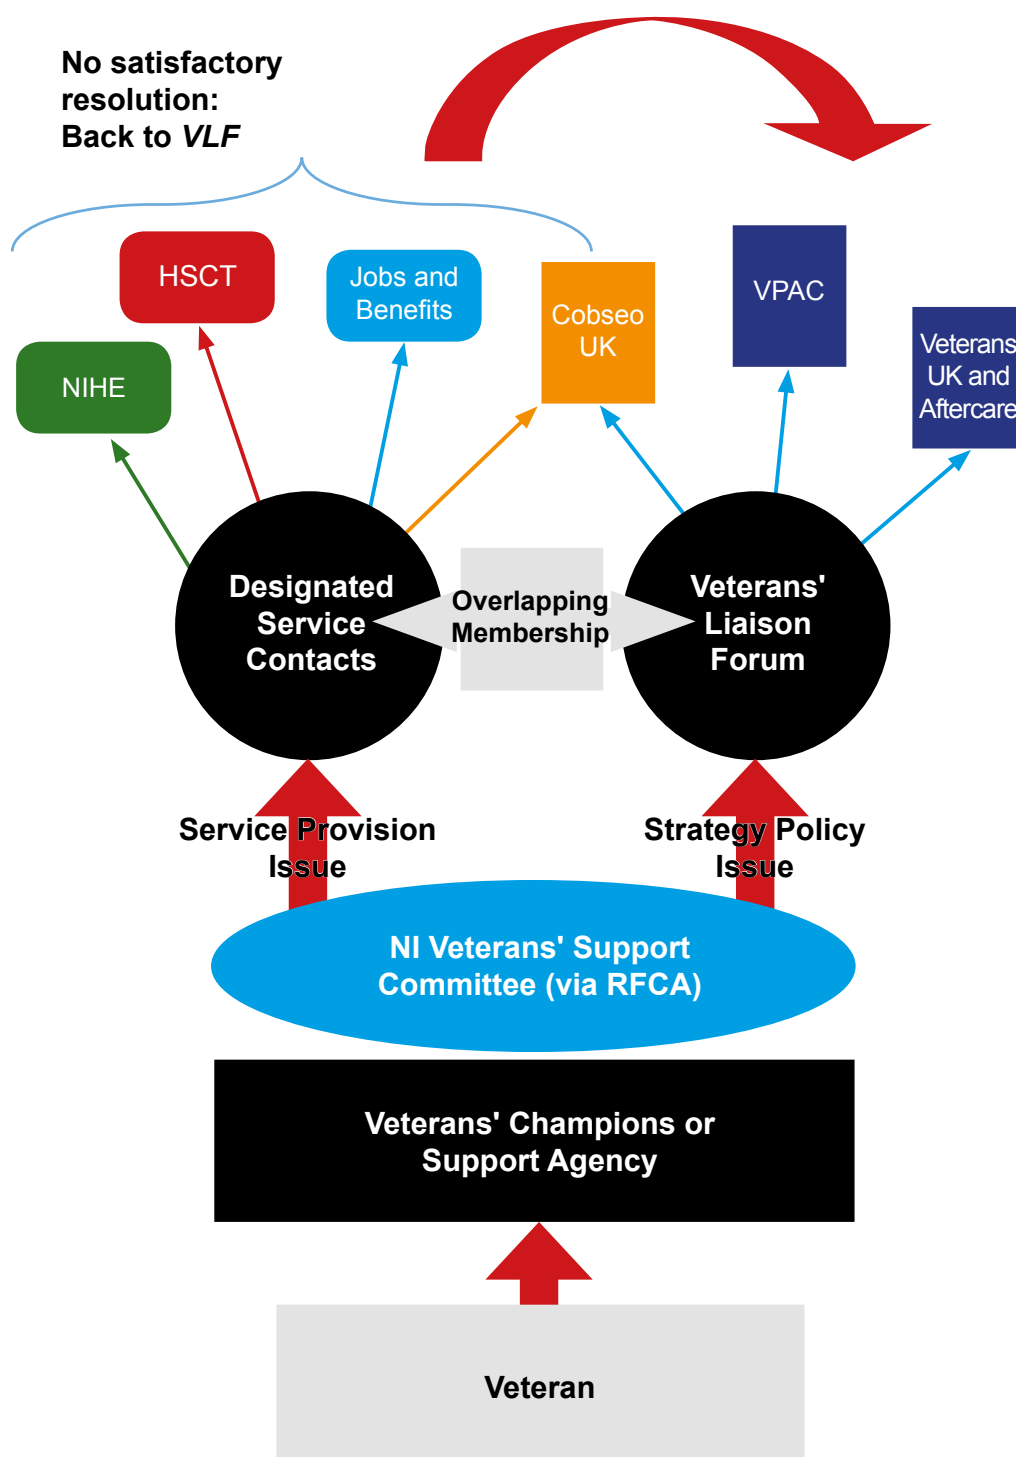 No satisfactory
resolution:
Back to VLF
HSCT
Jobs and
Benefits
Cobseo
UK
VPAC
Veterans
UK and
Aftercare
NIHE
Designated
Service
Contacts
Overlapping
Membership
Veterans'
Liaison
Forum
Service Provision
Issue
Strategy Policy
Issue
NI Veterans' Support
Committee (via RFCA)
Veterans' Champions or
Support Agency
Veteran